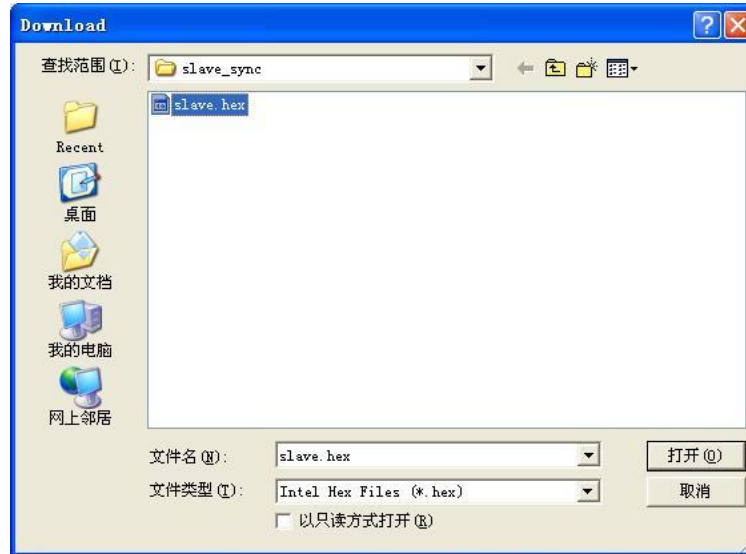 Download
查找范围(I): slave_sync
slave.hex
Recent
桌面
我的文档
我的电脑
网上邻居
文件名(N): slave.hex 打开(O)
文件类型(T): Intel Hex Files (*.hex) 取消
以只读方式打开(R)